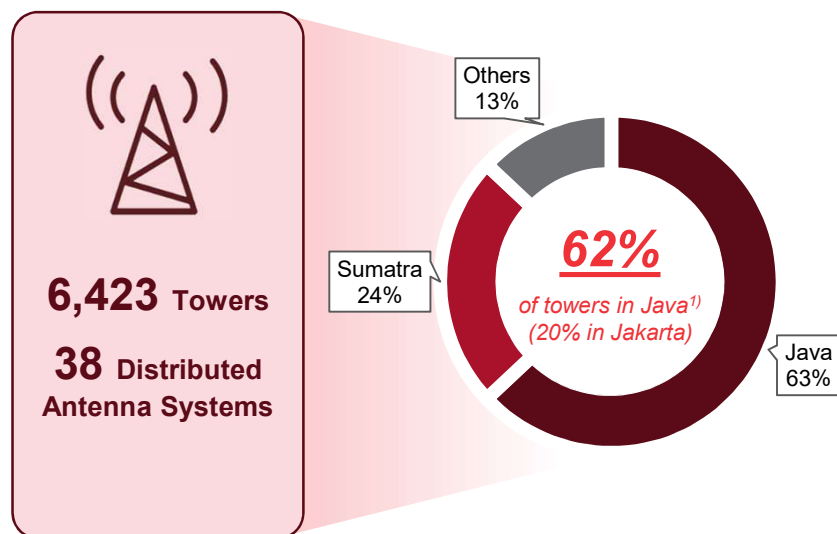 6,423 Towers
38 Distributed
Antenna Systems
Others
13%
Sumatra
24%
62%
of towers in Java¹⁾
(20% in Jakarta)
Java
63%